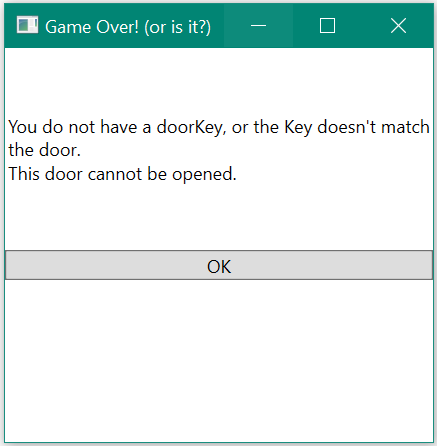 Game Over! (or is it?)
You do not have a doorKey, or the Key doesn't match
the door.
This door cannot be opened.
OK